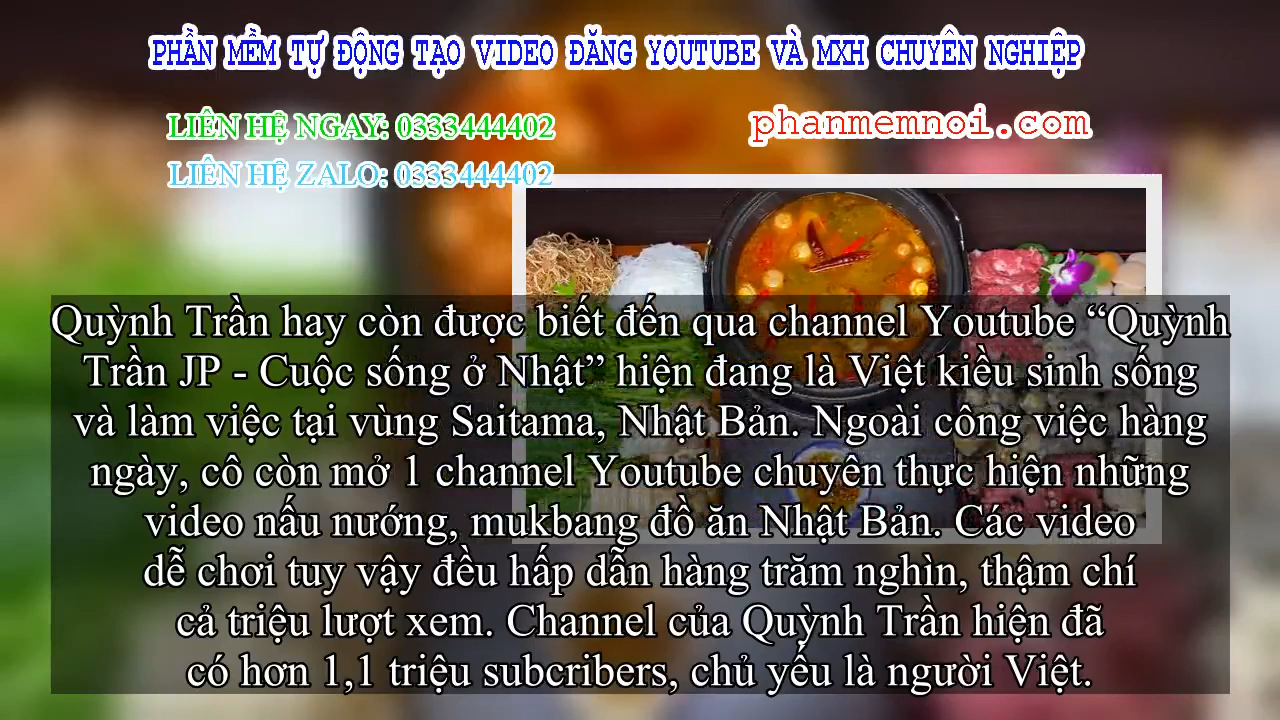 PHẦN MỀM TỰ ĐỘNG TẠO VIDEO ĐĂNG YOUTUBE VÀ MXH CHUYÊN NGHIỆP
LIÊN HỆ NGAY: 0333444402
phanmemnoi.com
LIÊN HỆ ZALO: 0333444402
Quỳnh Trần hay còn được biết đến qua channel Youtube “Quỳnh
Trần JP - Cuộc sống ở Nhật” hiện đang là Việt kiều sinh sống
và làm việc tại vùng Saitama, Nhật Bản. Ngoài công việc hàng
ngày, cô còn mở 1 channel Youtube chuyên thực hiện những
video nấu nướng, mukbang đồ ăn Nhật Bản. Các video
dễ chơi tuy vậy đều hấp dẫn hàng trăm nghìn, thậm chí
cả triệu lượt xem. Channel của Quỳnh Trần hiện đã
có hơn 1,1 triệu subcribers, chủ yếu là người Việt.